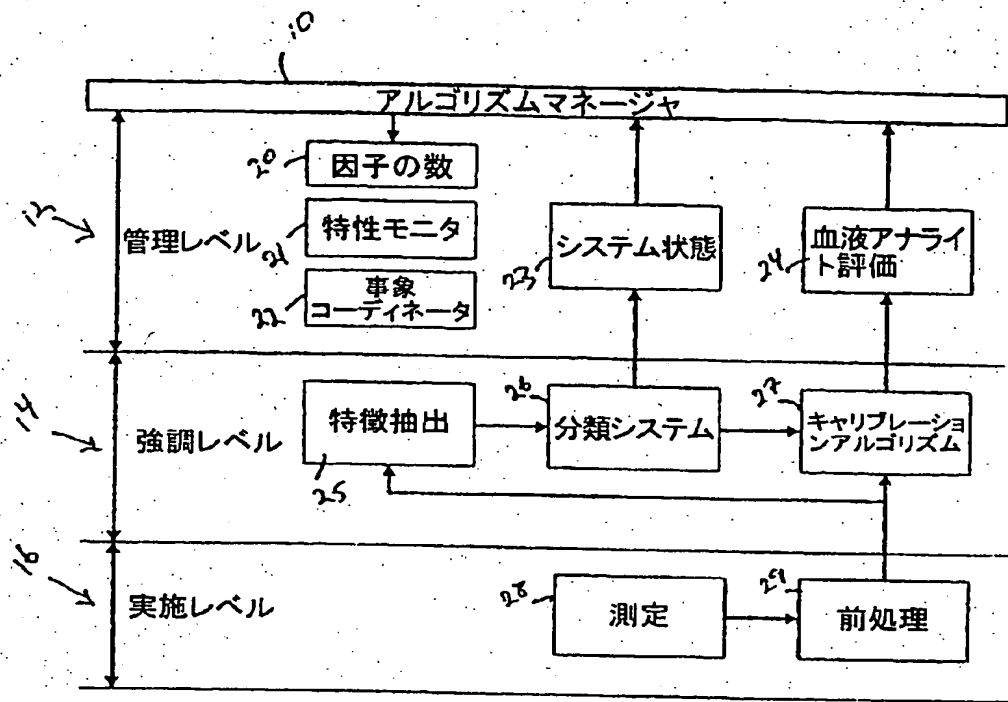 10
アルゴリズムマネージャ
20
因子の数
12
管理レベル
21
特性モニタ
22
事象
コーディネータ
23
システム状態
24
血液アナライ
ト評価
14
強調レベル
特徴抽出
25
26
分類システム
27
キャリブレーショ
ンアルゴリズム
16
実施レベル
28
測定
29
前処理